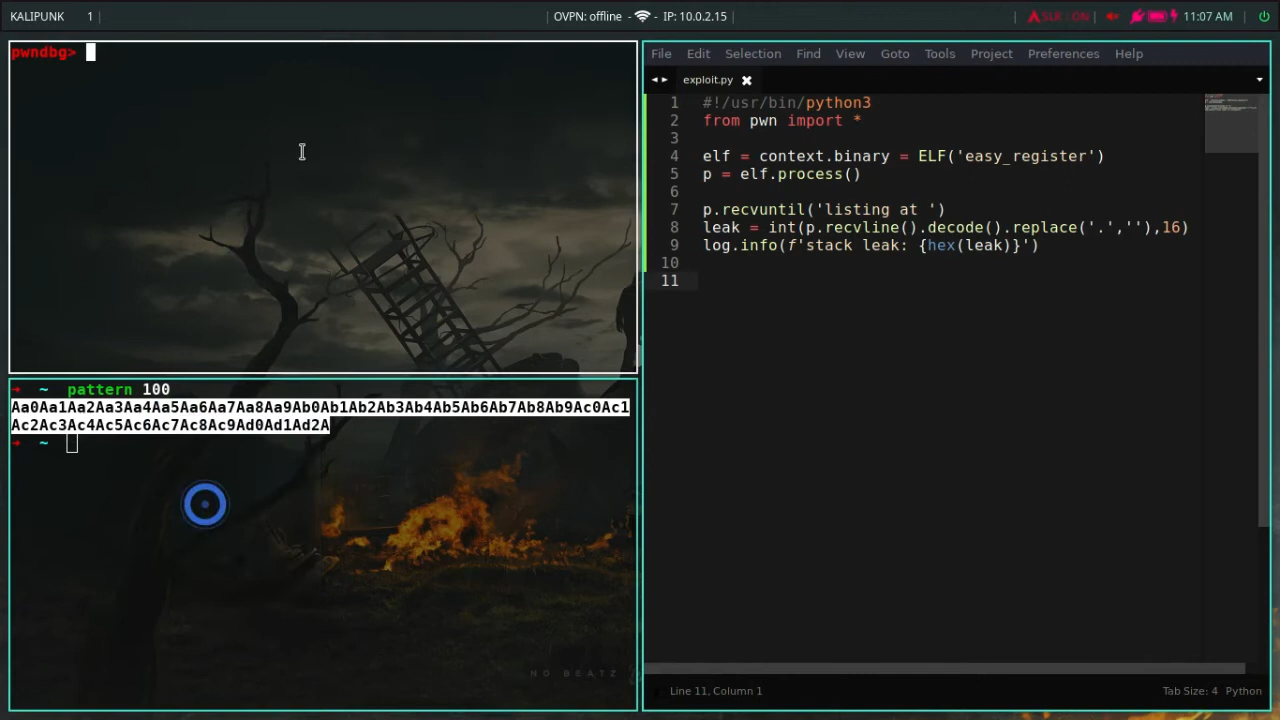 KALIPUNK 1 | OVPN: offline - - IP: 10.0.2.15 | | ASLR : ON | | 11:07 AM |
pwndbg>
→ ~ pattern 100
Aa0Aa1Aa2Aa3Aa4Aa5Aa6Aa7Aa8Aa9Ab0Ab1Ab2Ab3Ab4Ab5Ab6Ab7Ab8Ab9Ac0Ac1
Ac2Ac3Ac4Ac5Ac6Ac7Ac8Ac9Ad0Ad1Ad2A
→ ~
NO BEATZ
File Edit Selection Find View Goto Tools Project Preferences Help
exploit.py
1 #!/usr/bin/python3
2 from pwn import *
3
4 elf = context.binary = ELF('easy_register')
5 p = elf.process()
6
7 p.recvuntil('listing at ')
8 leak = int(p.recvline().decode().replace('.',''),16)
9 log.info(f'stack leak: {hex(leak)}')
10
11
Line 11, Column 1 Tab Size: 4 Python